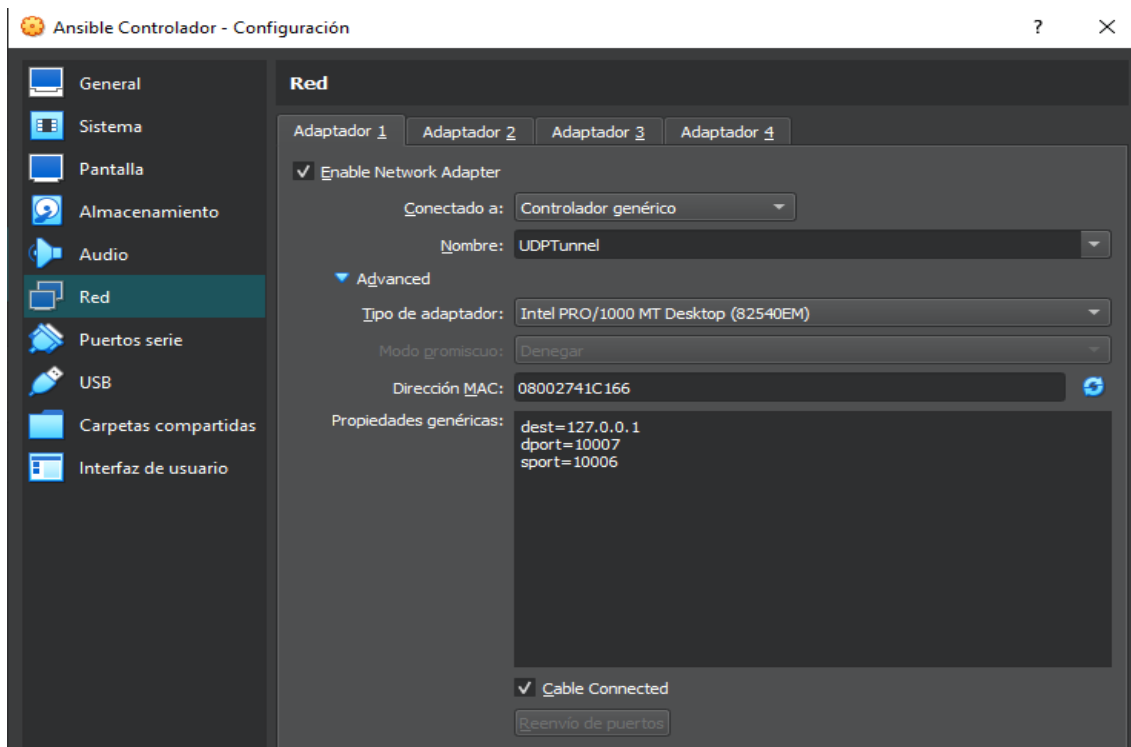 Ansible Controlador - Configuración
?
General
Sistema
Pantalla
Almacenamiento
Audio
Red
Puertos serie
USB
Carpetas compartidas
Interfaz de usuario
Red
Adaptador 1 Adaptador 2 Adaptador 3 Adaptador 4
Enable Network Adapter
Conectado a: Controlador genérico
Nombre: UDPTunnel
Advanced
Tipo de adaptador: Intel PRO/1000 MT Desktop (82540EM)
Modo promiscuo: Denegar
Dirección MAC: 08002741C166
Propiedades genéricas: dest=127.0.0.1
dport=10007
sport=10006
Cable Connected
Reenvío de puertos